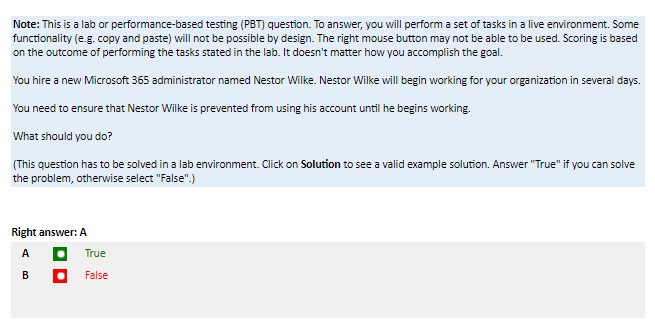 Note: This is a lab or performance-based testing (PBT) question. To answer, you will perform a set of tasks in a live environment. Some
functionality (e.g. copy and paste) will not be possible by design. The right mouse button may not be able to be used. Scoring is based
on the outcome of performing the tasks stated in the lab. It doesn't matter how you accomplish the goal.
You hire a new Microsoft 365 administrator named Nestor Wilke. Nestor Wilke will begin working for your organization in several days.
You need to ensure that Nestor Wilke is prevented from using his account until he begins working.
What should you do?
(This question has to be solved in a lab environment. Click on Solution to see a valid example solution. Answer "True" if you can solve
the problem, otherwise select "False".)
Right answer: A
A True
B False